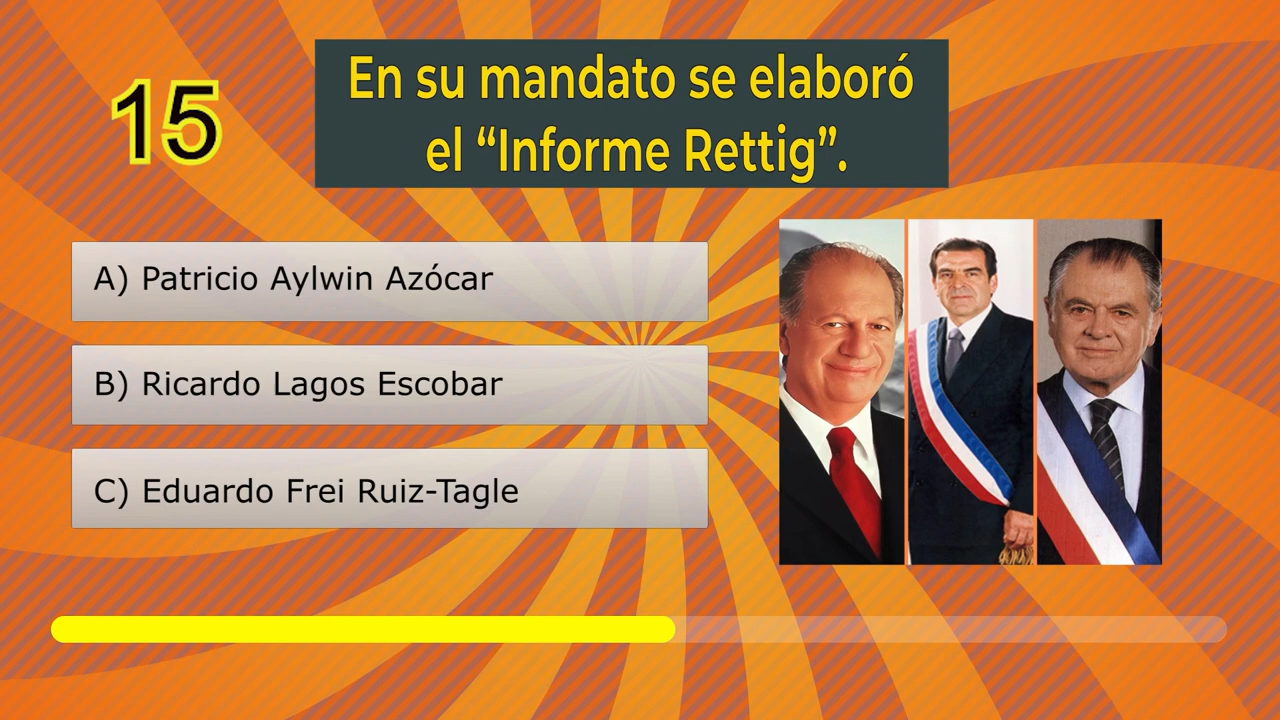 15
En su mandato se elaboró
el “Informe Rettig”.
A) Patricio Aylwin Azócar
B) Ricardo Lagos Escobar
C) Eduardo Frei Ruiz-Tagle